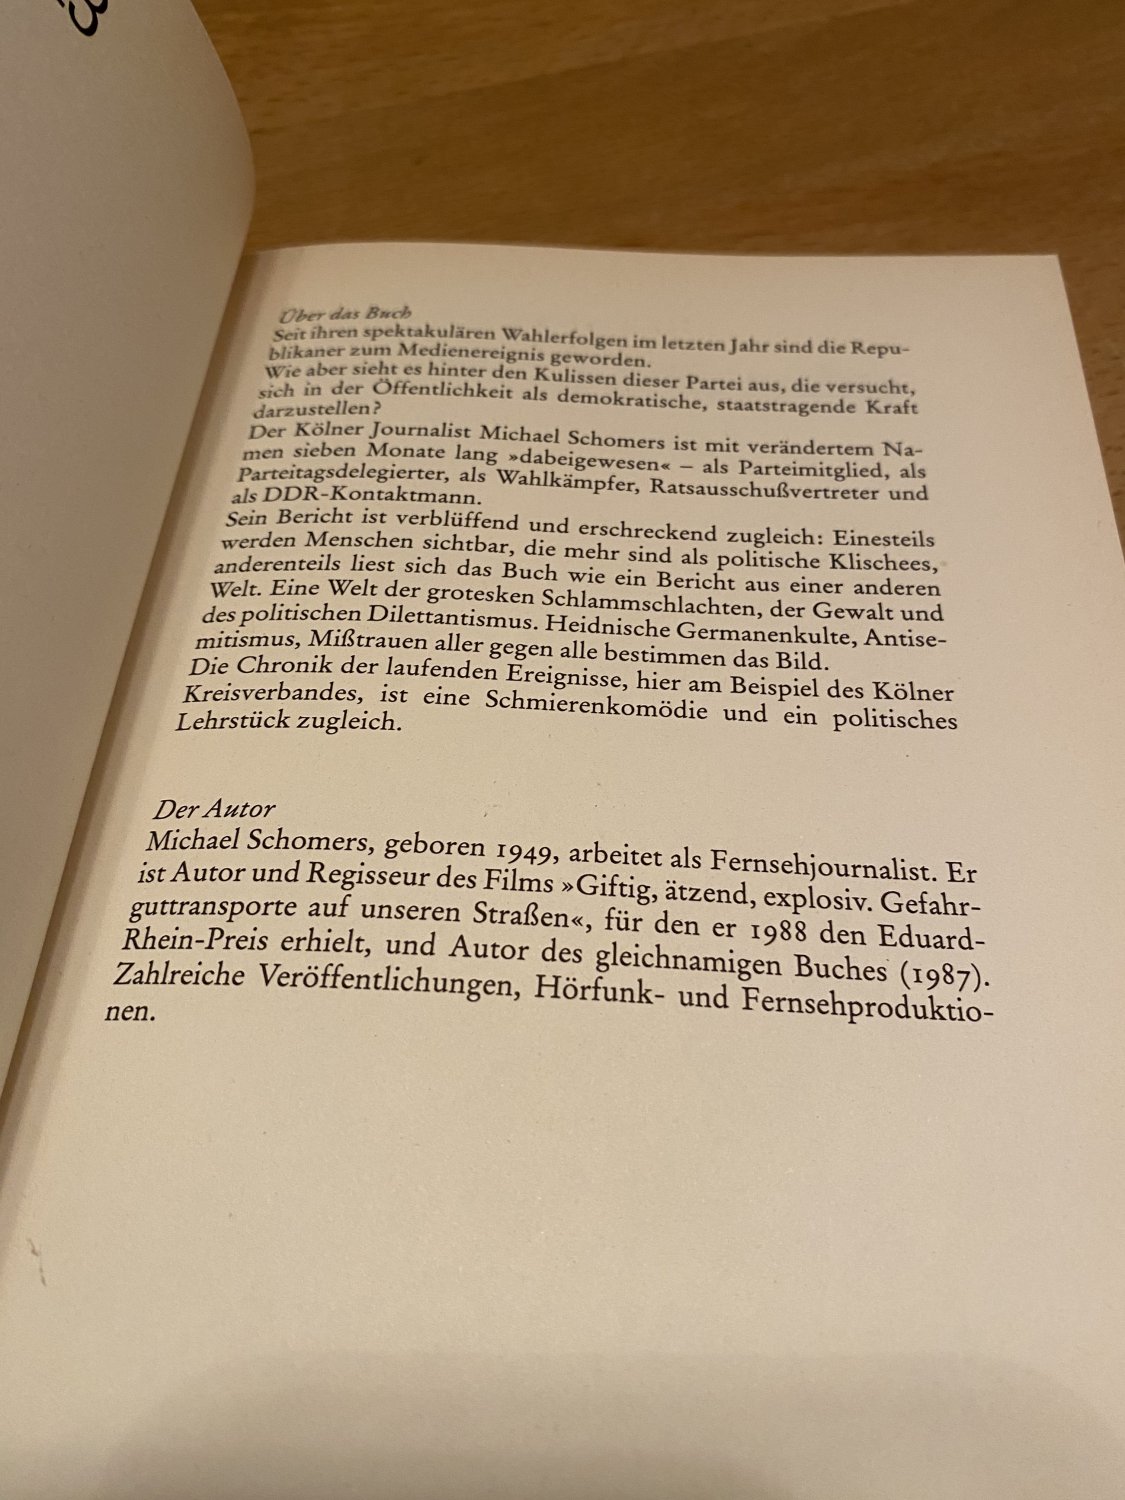 Über das Buch
Seit ihren spektakulären Wahlerfolgen im letzten Jahr sind die Repu-
blikaner zum Medienereignis geworden.
Wie aber sieht es hinter den Kulissen dieser Partei aus, die versucht,
sich in der Öffentlichkeit als demokratische, staatstragende Kraft
darzustellen?
Der Kölner Journalist Michael Schomers ist mit verändertem Na-
men sieben Monate lang »dabeigewesen« – als Parteimitglied, als
Parteitagsdelegierter, als Wahlkämpfer, Ratsausschußvertreter und
als DDR-Kontaktmann.
Sein Bericht ist verblüffend und erschreckend zugleich: Einesteils
werden Menschen sichtbar, die mehr sind als politische Klischees,
anderenteils liest sich das Buch wie ein Bericht aus einer anderen
Welt. Eine Welt der grotesken Schlammschlachten, der Gewalt und
des politischen Dilettantismus. Heidnische Germanenkulte, Antise-
mitismus, Mißtrauen aller gegen alle bestimmen das Bild.
Die Chronik der laufenden Ereignisse, hier am Beispiel des Kölner
Kreisverbandes, ist eine Schmierenkomödie und ein politisches
Lehrstück zugleich.
Der Autor
Michael Schomers, geboren 1949, arbeitet als Fernsehjournalist. Er
ist Autor und Regisseur des Films »Giftig, ätzend, explosiv. Gefahr-
guttransporte auf unseren Straßen«, für den er 1988 den Eduard-
Rhein-Preis erhielt, und Autor des gleichnamigen Buches (1987).
Zahlreiche Veröffentlichungen, Hörfunk- und Fernsehproduktio-
nen.